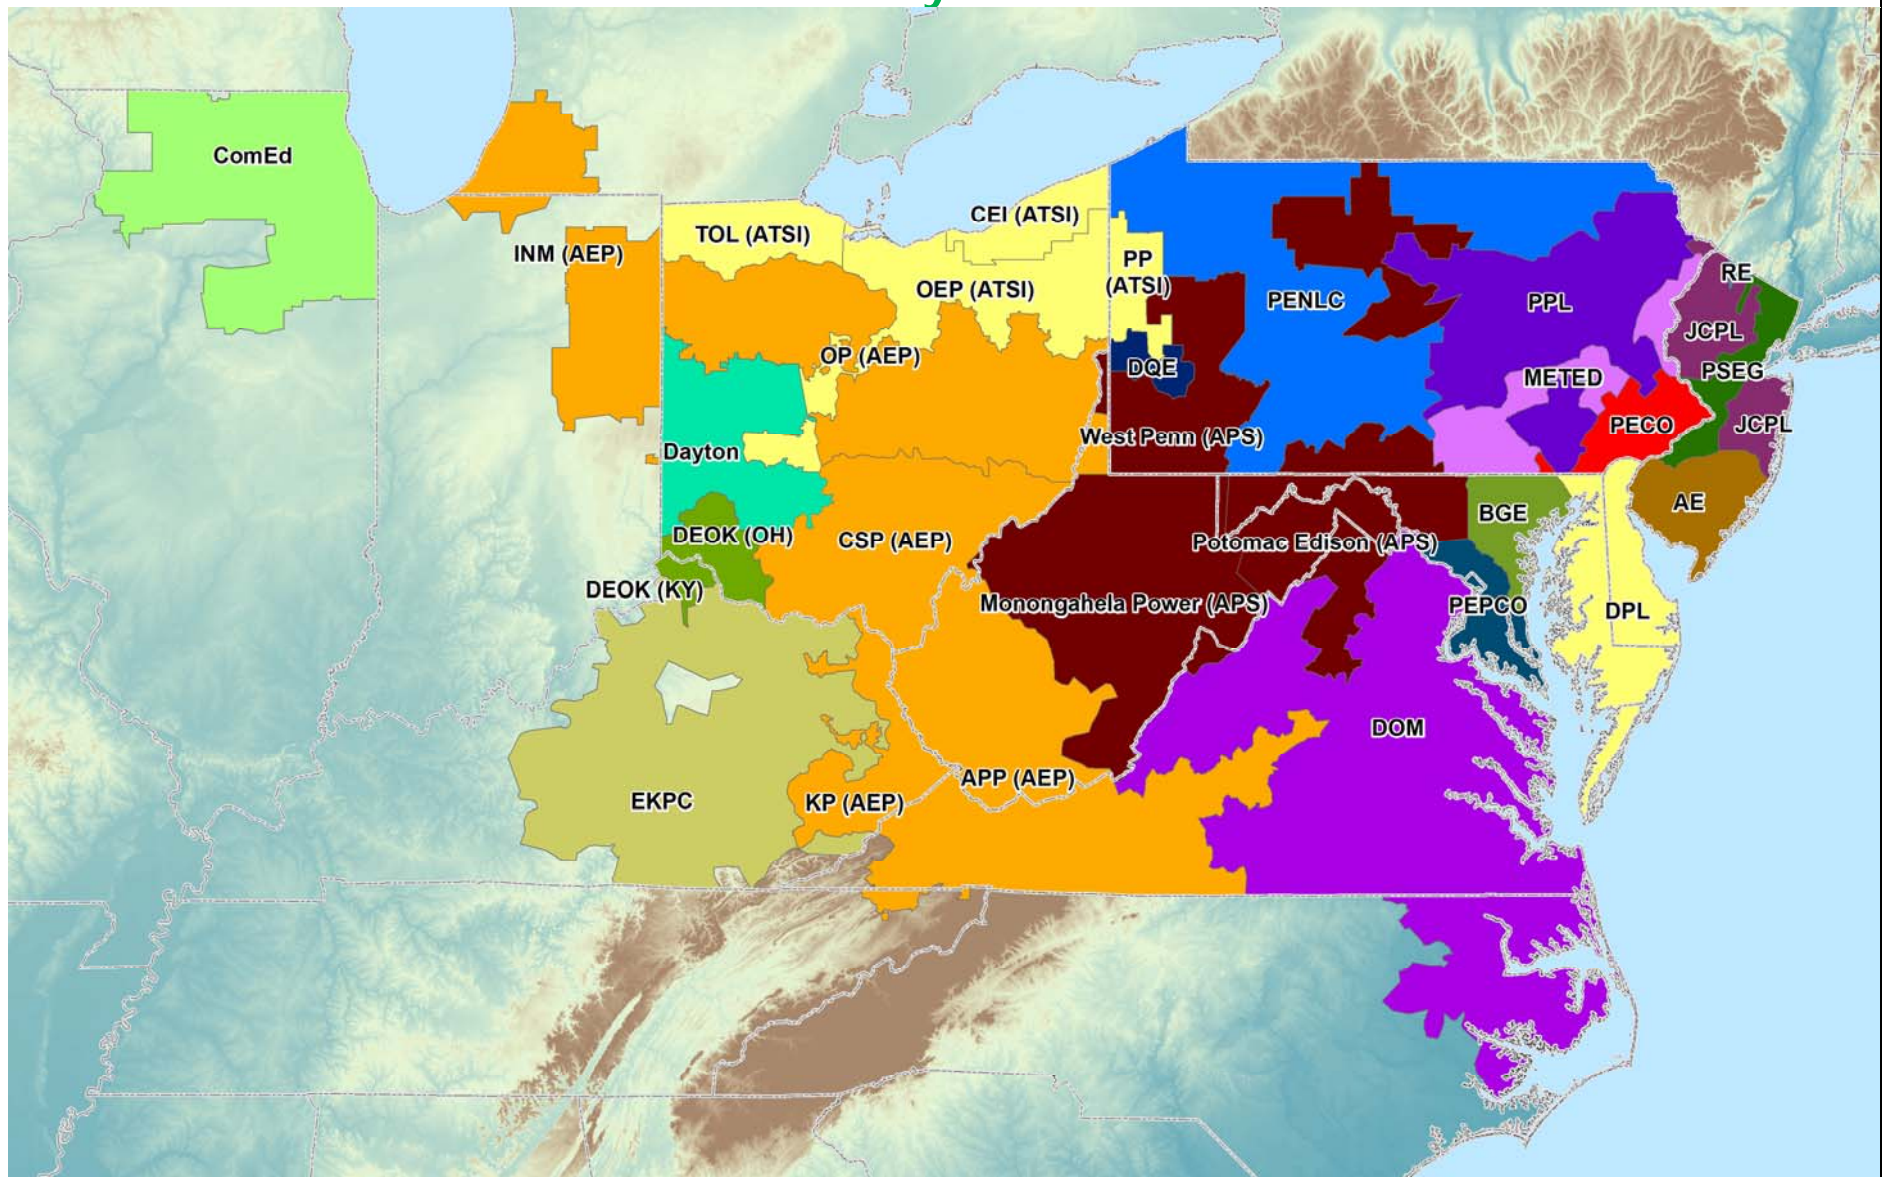 ComEd
INM (AEP)
TOL (ATSI)
CEI (ATSI)
OEP (ATSI)
PP
(ATSI)
OP (AEP)
DQE
PENLC
PPL
RE
JCPL
PSEG
METED
PECO
JCPL
West Penn (APS)
Dayton
AE
BGE
DEOK (OH)
CSP (AEP)
Potomac Edison (APS)
DEOK (KY)
Monongahela Power (APS)
PEPCO
DPL
DOM
APP (AEP)
EKPC
KP (AEP)